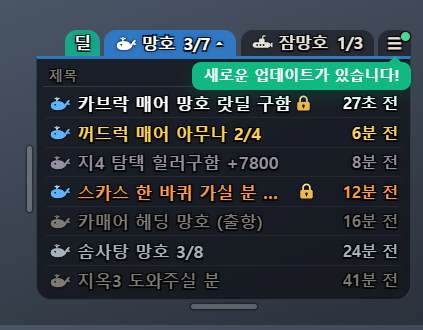 딜 망호 3/7 잠망호 1/3
제목
새로운 업데이트가 있습니다!
카브락 매어 망호 랏딜 구함 27초 전
꺼드럭 매어 아무나 2/4 6분 전
지4 탐택 힐러구함 +7800 8분 전
스카스 한 바퀴 가실 분 ... 12분 전
카매어 헤딩 망호 (출항) 16분 전
솜사탕 망호 3/8 24분 전
지옥3 도와주실 분 41분 전